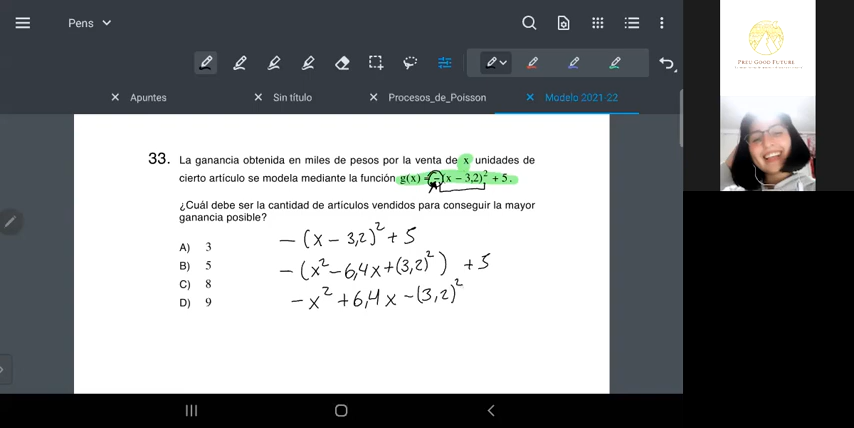 Pens
PREU GOOD FUTURE
Apuntes
Sin título
Procesos_de_Poisson
Modelo 2021-22
33. La ganancia obtenida en miles de pesos por la venta de x unidades de
cierto artículo se modela mediante la función g(x) = -(x – 3,2)² + 5 .
¿Cuál debe ser la cantidad de artículos vendidos para conseguir la mayor
ganancia posible?
A) 3
B) 5
C) 8
D) 9
- (x - 3,2)² + 5
- (x² - 6,4x + (3,2)²) + 5
- x² + 6,4x - (3,2)²